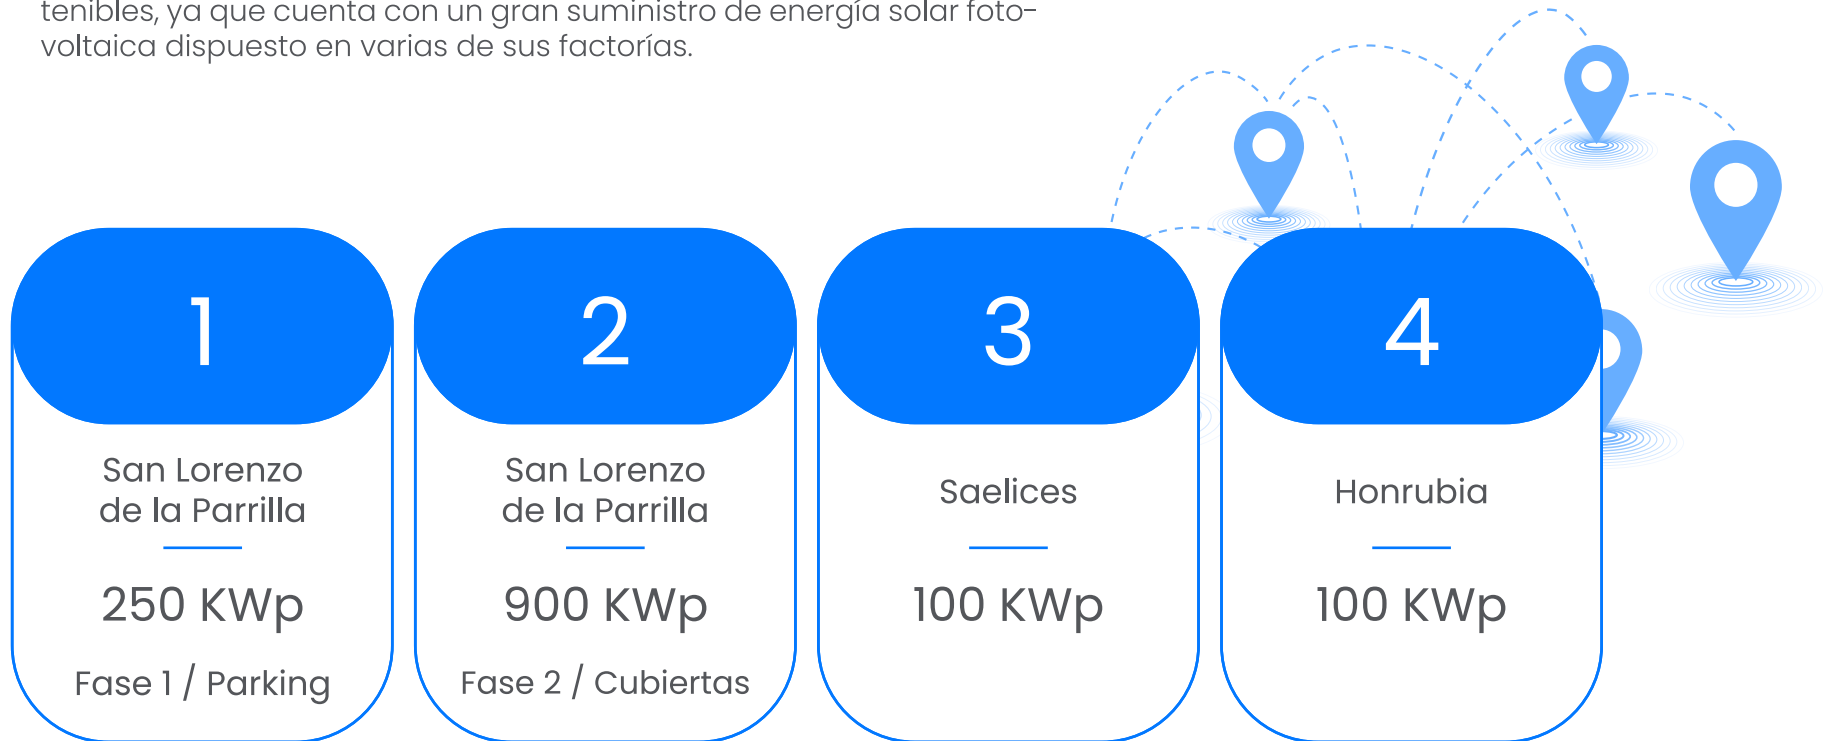 tenibles, ya que cuenta con un gran suministro de energía solar foto-
voltaica dispuesto en varias de sus factorías.
1
San Lorenzo
de la Parrilla
250 KWp
Fase 1 / Parking
2
San Lorenzo
de la Parrilla
900 KWp
Fase 2 / Cubiertas
3
Saelices
100 KWp
4
Honrubia
100 KWp